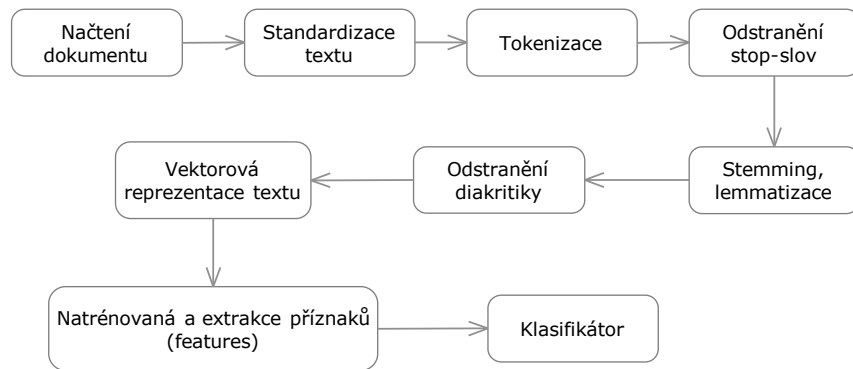 Načtení
dokumentu
Standardizace
textu
Tokenizace
Odstranění
stop-slov
Stemming,
lemmatizace
Odstranění
diakritiky
Vektorová
reprezentace textu
Natrénovaná a extrakce příznaků
(features)
Klasifikátor